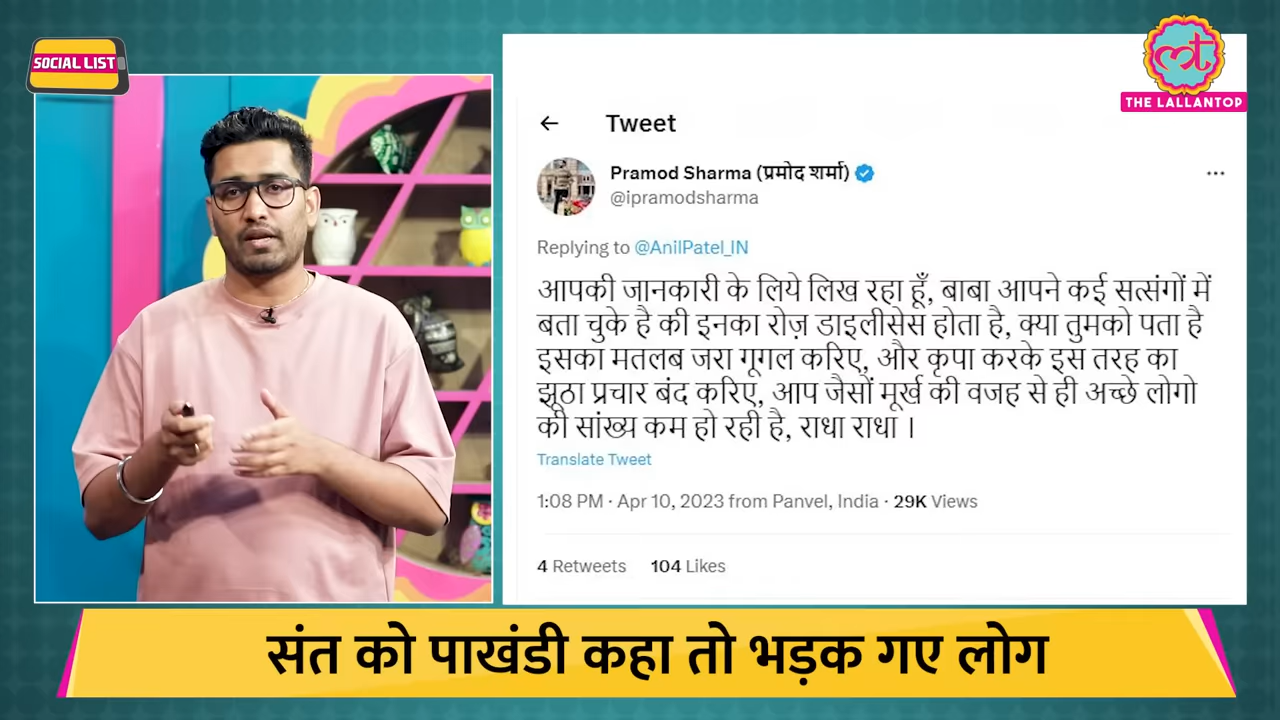 SOCIAL LIST
THE LALLANTOP
Tweet
Pramod Sharma (प्रमोद शर्मा)
@ipramodsharma
Replying to @AnilPatel_IN
आपकी जानकारी के लिये लिख रहा हूँ, बाबा आपने कई सत्संगों में
बता चुके है की इनका रोज़ डाइलीसेस होता है, क्या तुमको पता है
इसका मतलब जरा गूगल करिए, और कृपा करके इस तरह का
झूठा प्रचार बंद करिए, आप जैसों मूर्ख की वजह से ही अच्छे लोगो
की सांख्य कम हो रही है, राधा राधा ।
Translate Tweet
1:08 PM · Apr 10, 2023 from Panvel, India · 29K Views
4 Retweets 104 Likes
संत को पाखंडी कहा तो भड़क गए लोग